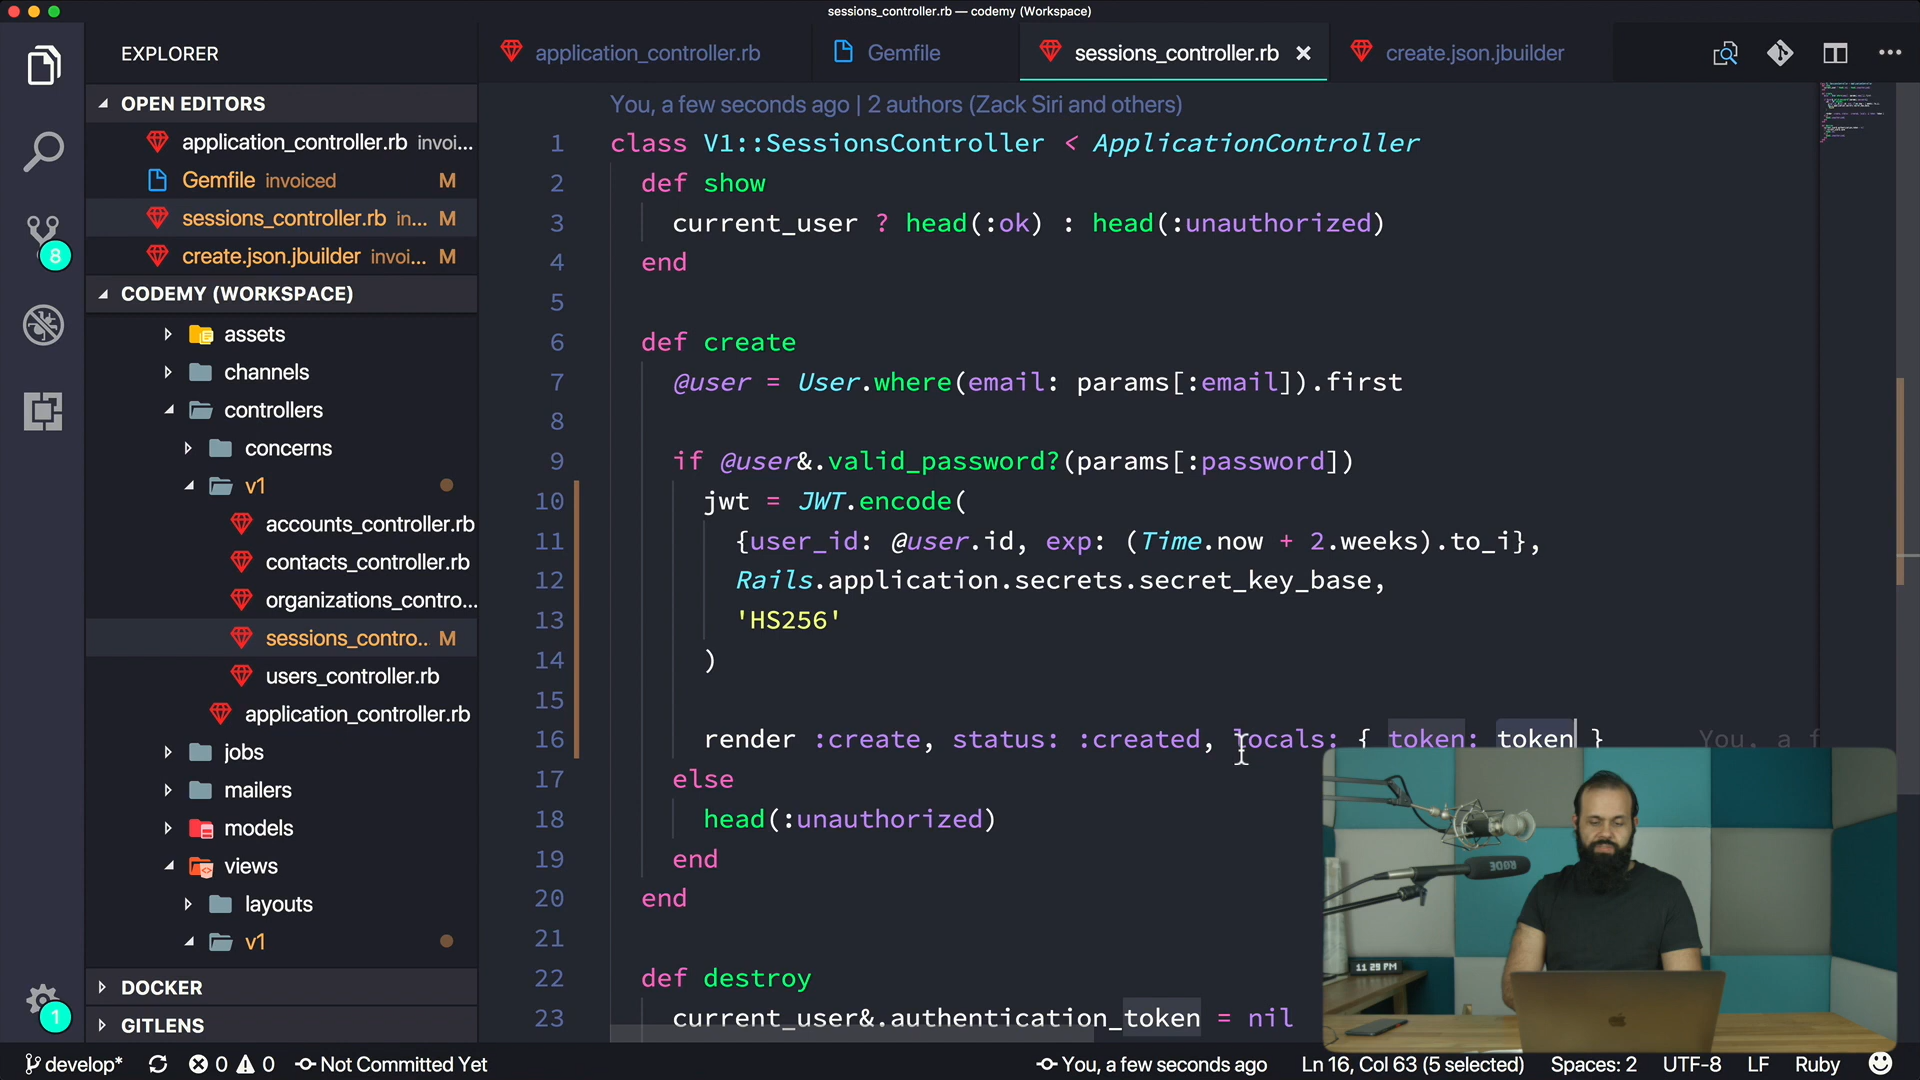 sessions_controller.rb — codemy (Workspace)
EXPLORER
application_controller.rb
Gemfile
sessions_controller.rb
create.json.jbuilder
OPEN EDITORS
application_controller.rb invoi...
Gemfile invoiced M
sessions_controller.rb in... M
create.json.jbuilder invoi... M
CODEMY (WORKSPACE)
assets
channels
controllers
concerns
v1
accounts_controller.rb
contacts_controller.rb
organizations_contro...
sessions_contro.. M
users_controller.rb
application_controller.rb
jobs
mailers
models
views
layouts
v1
DOCKER
GITLENS
8
1
You, a few seconds ago | 2 authors (Zack Siri and others)
1 class V1::SessionsController < ApplicationController
2 def show
3 current_user ? head(:ok) : head(:unauthorized)
4 end
5
6 def create
7 @user = User.where(email: params[:email]).first
8
9 if @user&.valid_password?(params[:password])
10 jwt = JWT.encode(
11 {user_id: @user.id, exp: (Time.now + 2.weeks).to_i},
12 Rails.application.secrets.secret_key_base,
13 'HS256'
14 )
15
16 render :create, status: :created, locals: { token: token } You, a f
17 else
18 head(:unauthorized)
19 end
20 end
21
22 def destroy
23 current_user&.authentication_token = nil
RØDE
11 29 PM
develop* 0 0 Not Committed Yet You, a few seconds ago Ln 16, Col 63 (5 selected) Spaces: 2 UTF-8 LF Ruby